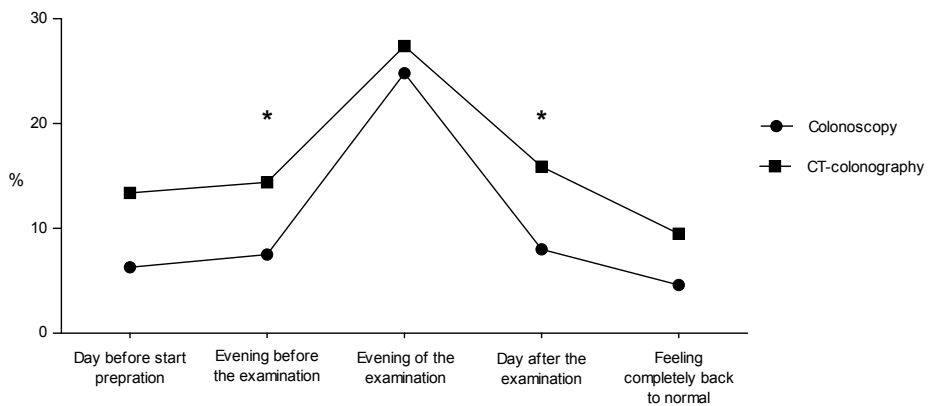 30
20
%
10
0
*
*
Colonoscopy
CT-colonography
Day before start
prepration
Evening before
the examination
Evening of the
examination
Day after the
examination
Feeling
completely back
to normal